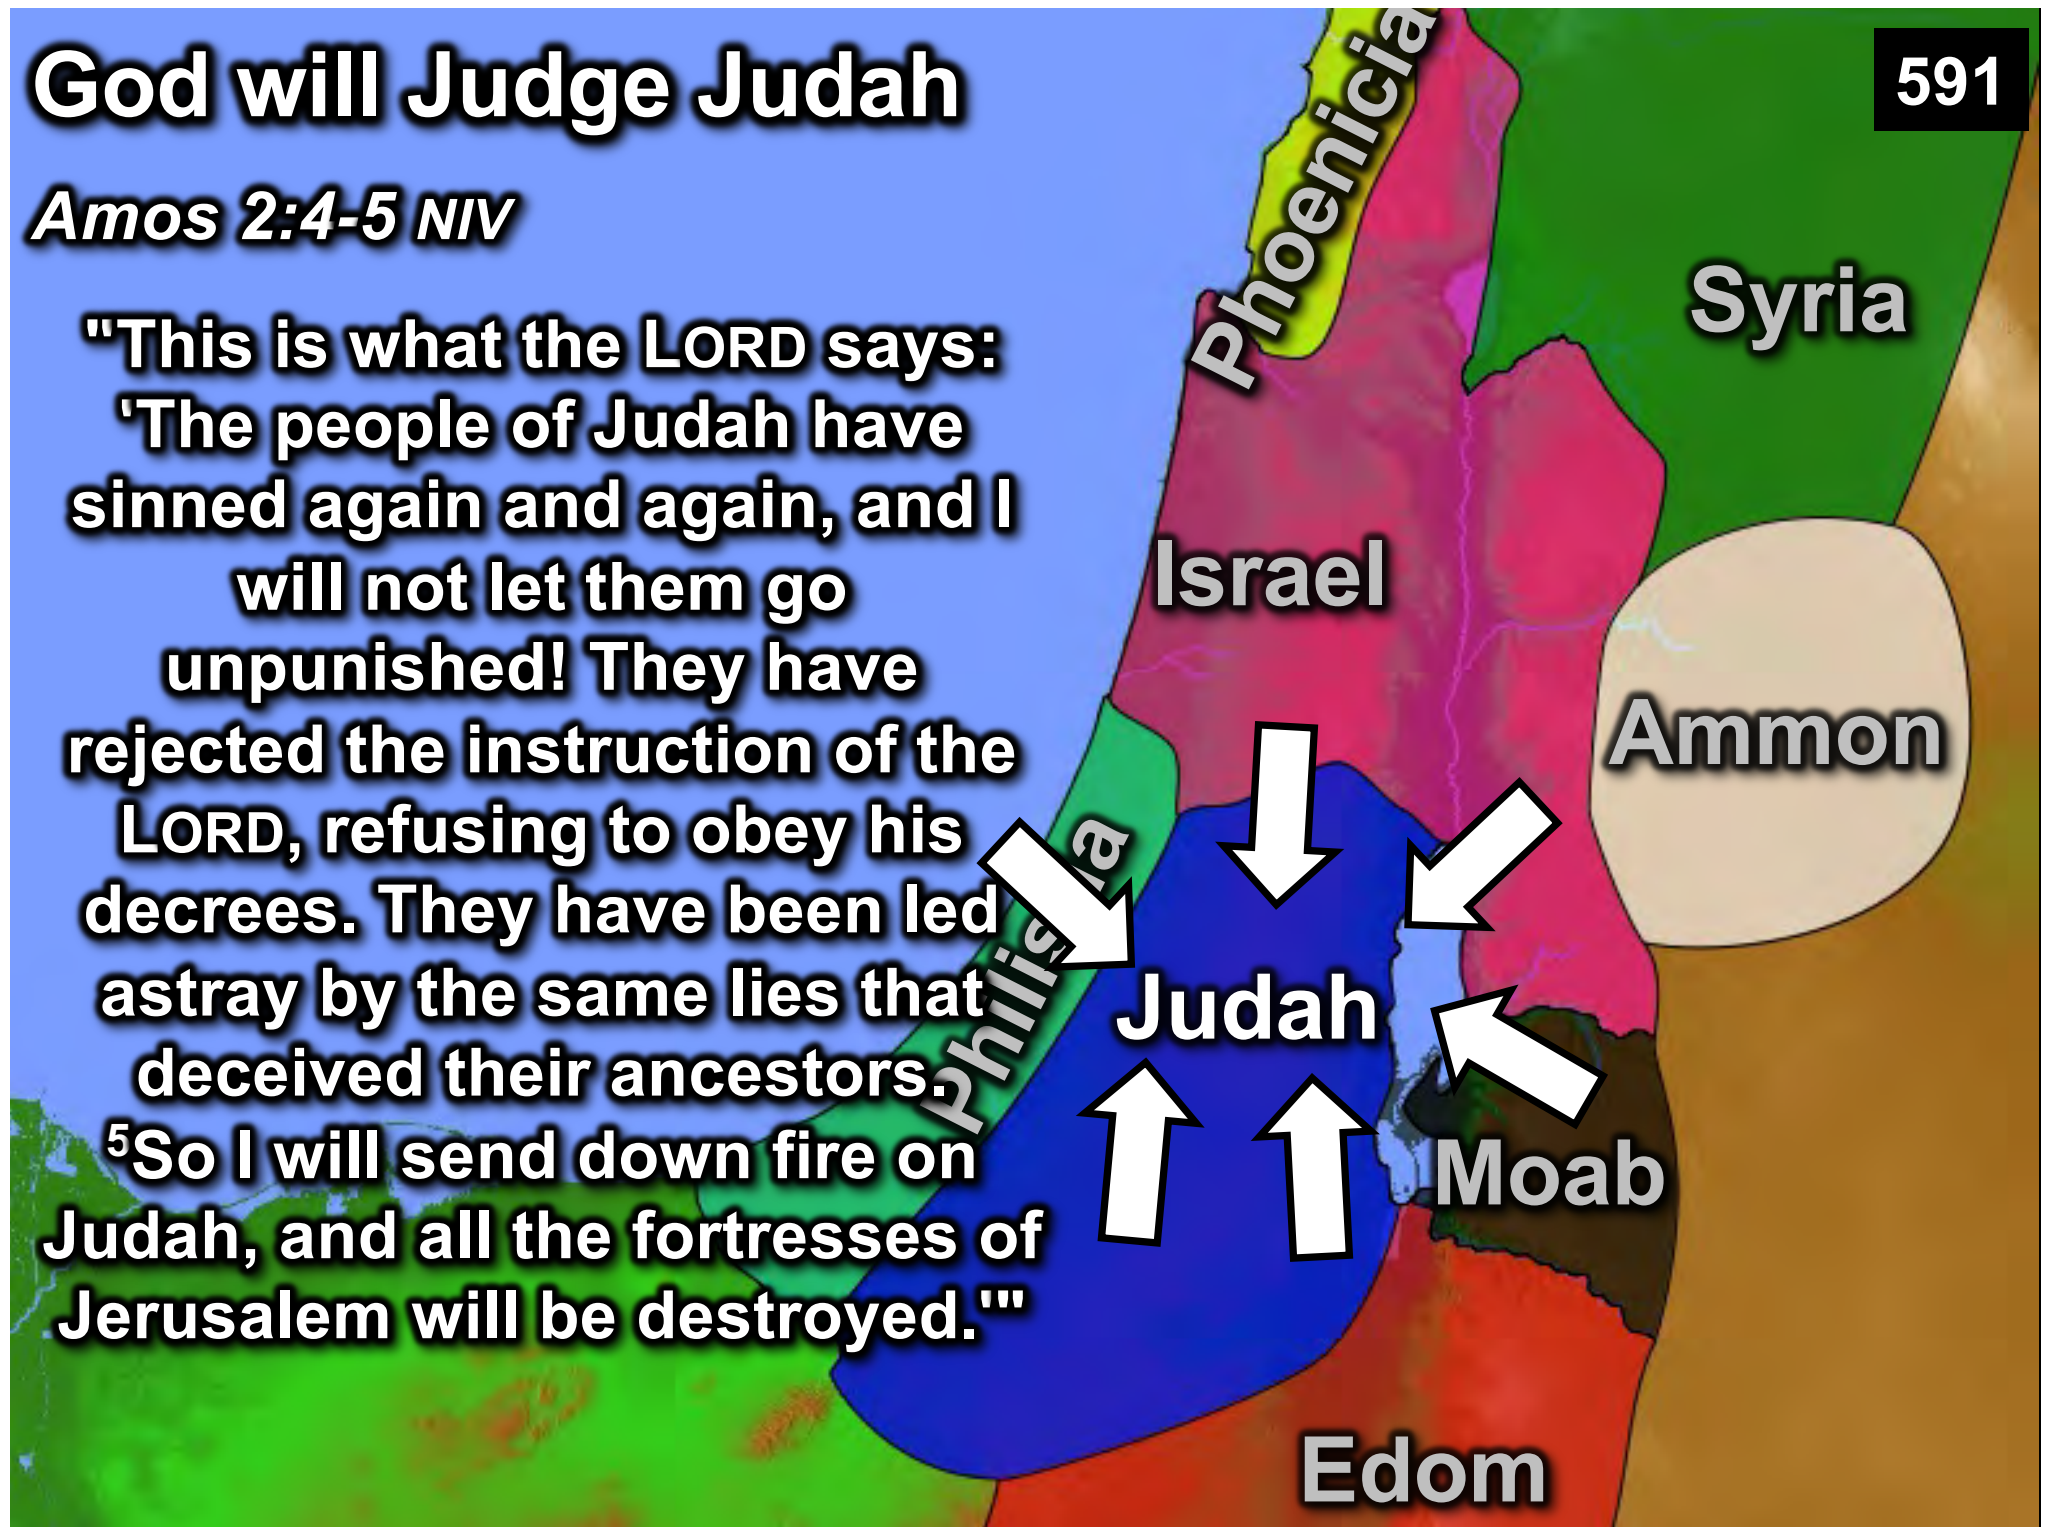 God will Judge Judah
591
Amos 2:4-5 NIV
"This is what the LORD says:
'The people of Judah have
sinned again and again, and I
will not let them go
unpunished! They have
rejected the instruction of the
LORD, refusing to obey his
decrees. They have been led
astray by the same lies that
deceived their ancestors.
⁵So I will send down fire on
Judah, and all the fortresses of
Jerusalem will be destroyed.'"
Phoenicia
Syria
Israel
Ammon
Judah
Moab
Edom